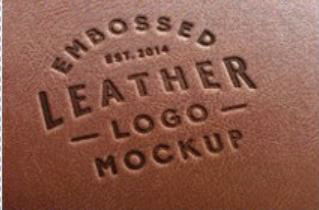 EMBOSSED
EST. 2014
LEATHER
— LOGO —
MOCKUP